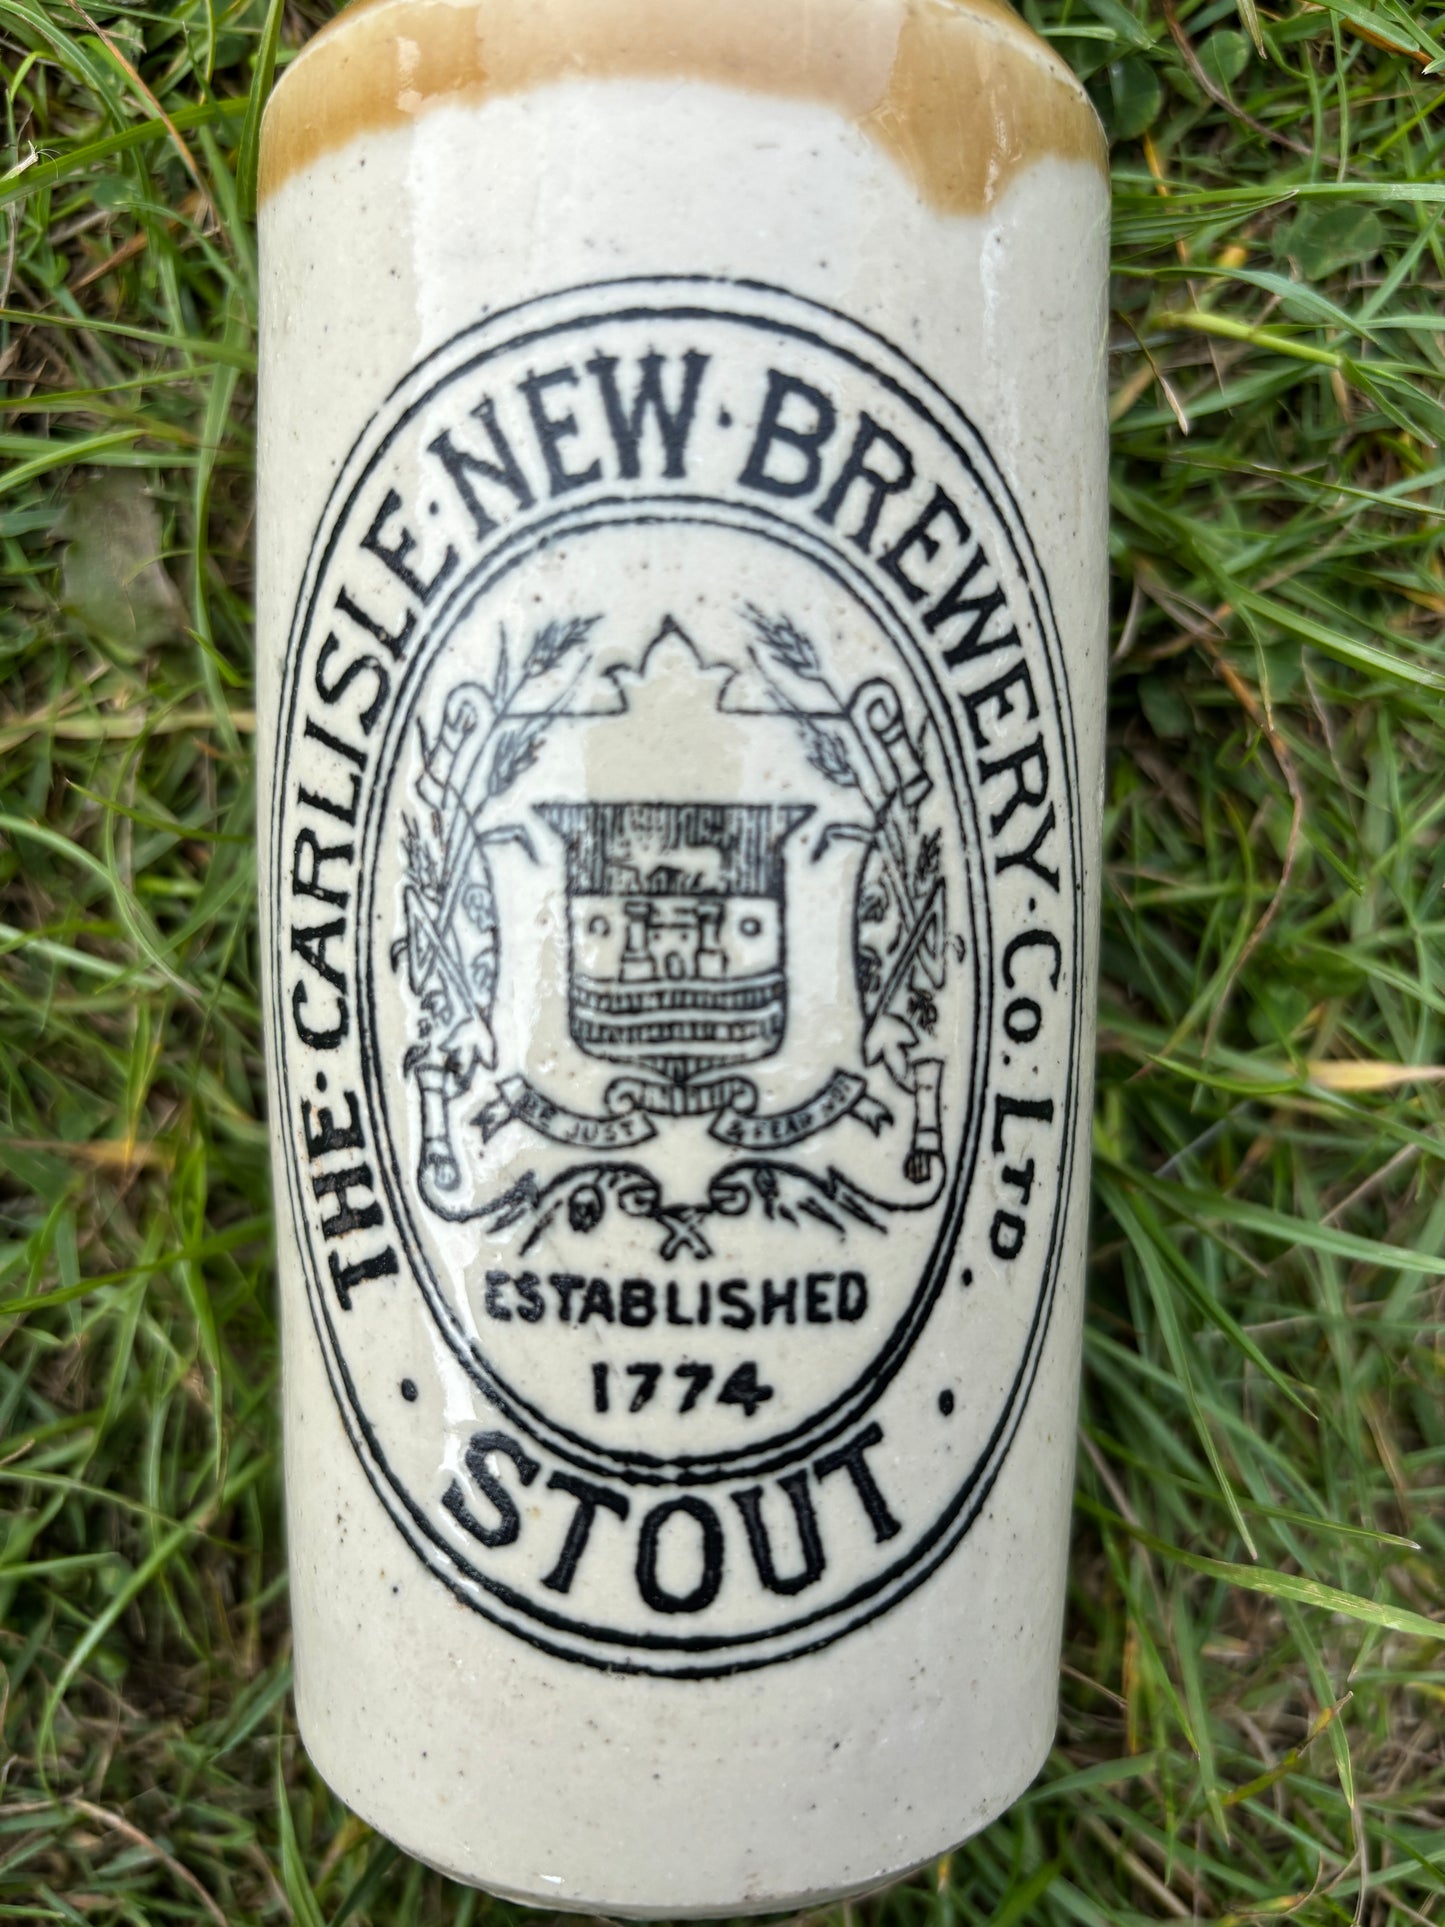 THE · CARLISLE · NEW · BREWERY · Co. LTD ·
BE JUST & FEAR NOT
ESTABLISHED
1774
· STOUT ·